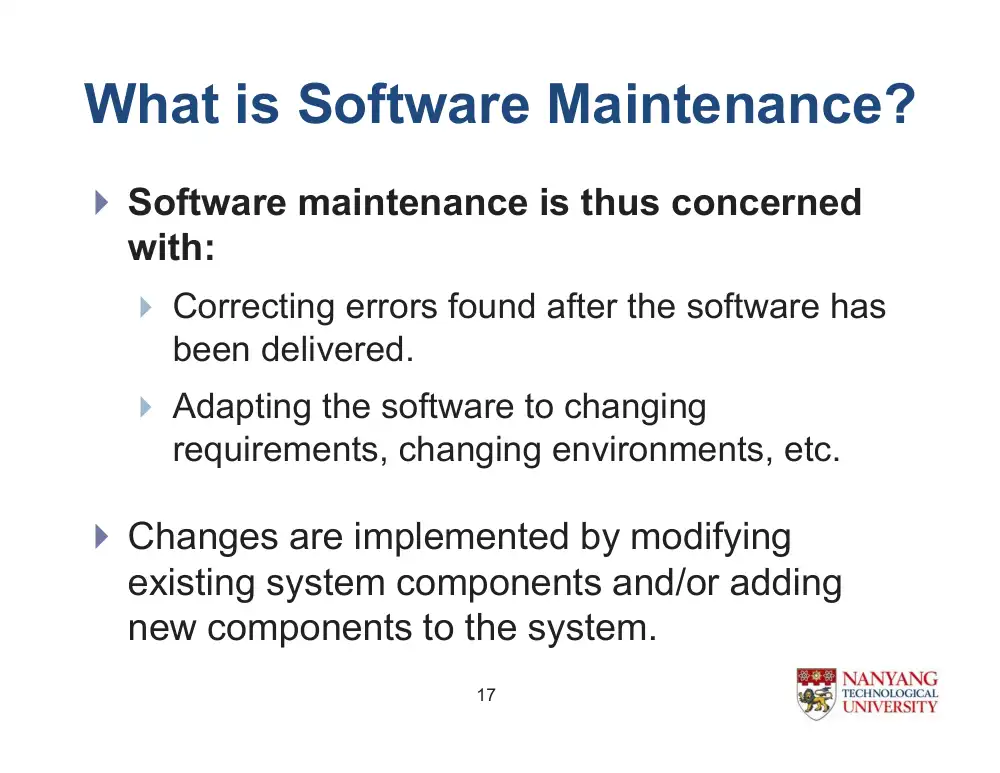 What is Software Maintenance?
Software maintenance is thus concerned
with:
Correcting errors found after the software has
been delivered.
Adapting the software to changing
requirements, changing environments, etc.
Changes are implemented by modifying
existing system components and/or adding
new components to the system.
17
NANYANG
TECHNOLOGICAL
UNIVERSITY